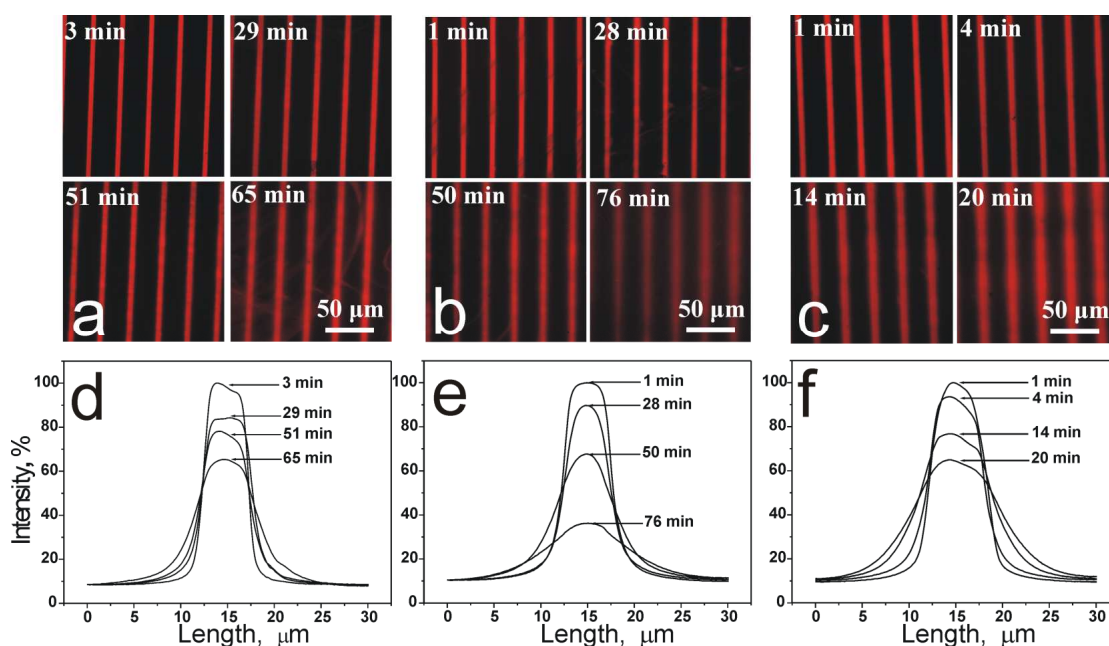 3 min
29 min
51 min
65 min
50 µm
a
1 min
28 min
50 min
76 min
50 µm
b
1 min
4 min
14 min
20 min
50 µm
c
d
100
80
60
40
20
0
Intensity, %
3 min
29 min
51 min
65 min
0 5 10 15 20 25 30
Length, µm
e
100
80
60
40
20
0
1 min
28 min
50 min
76 min
0 5 10 15 20 25 30
Length, µm
f
100
80
60
40
20
0
1 min
4 min
14 min
20 min
0 5 10 15 20 25 30
Length, µm